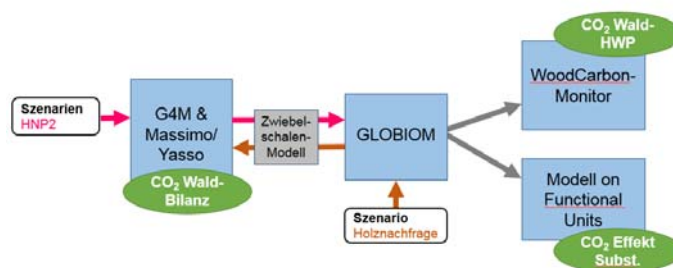 Szenarien
HNP2
G4M &
Massimo/
Yasso
CO₂ Wald-
Bilanz
Zwiebel-
schalen-
Modell
GLOBIOM
Szenario
Holznachfrage
CO₂ Wald-
HWP
WoodCarbon-
Monitor
Modell on
Functional
Units
CO₂ Effekt
Subst.